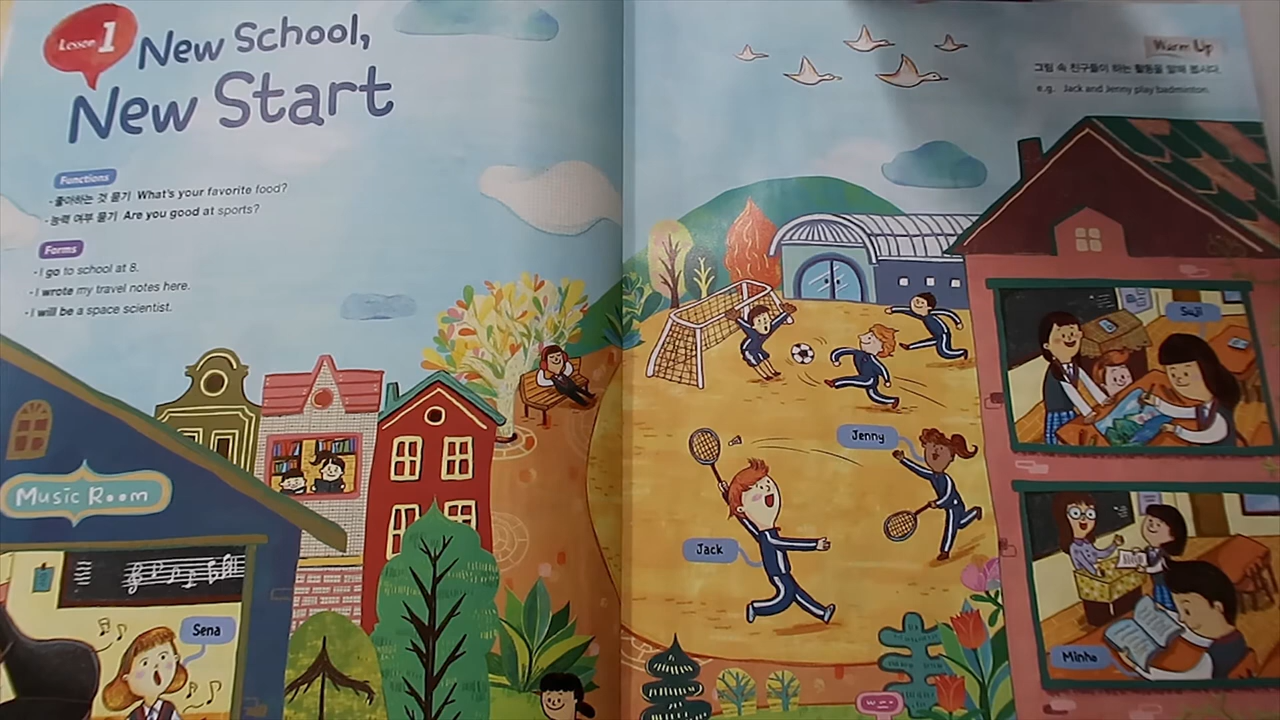 Lesson 1
New School,
New Start
Functions
- 좋아하는 것 묻기 What's your favorite food?
- 능력 여부 묻기 Are you good at sports?
Forms
- I go to school at 8.
- I wrote my travel notes here.
- I will be a space scientist.
Warm Up
그림 속 친구들이 하는 활동을 말해 봅시다.
e.g. Jack and Jenny play badminton.
Suji
Jenny
Jack
Music Room
Sena
Minho